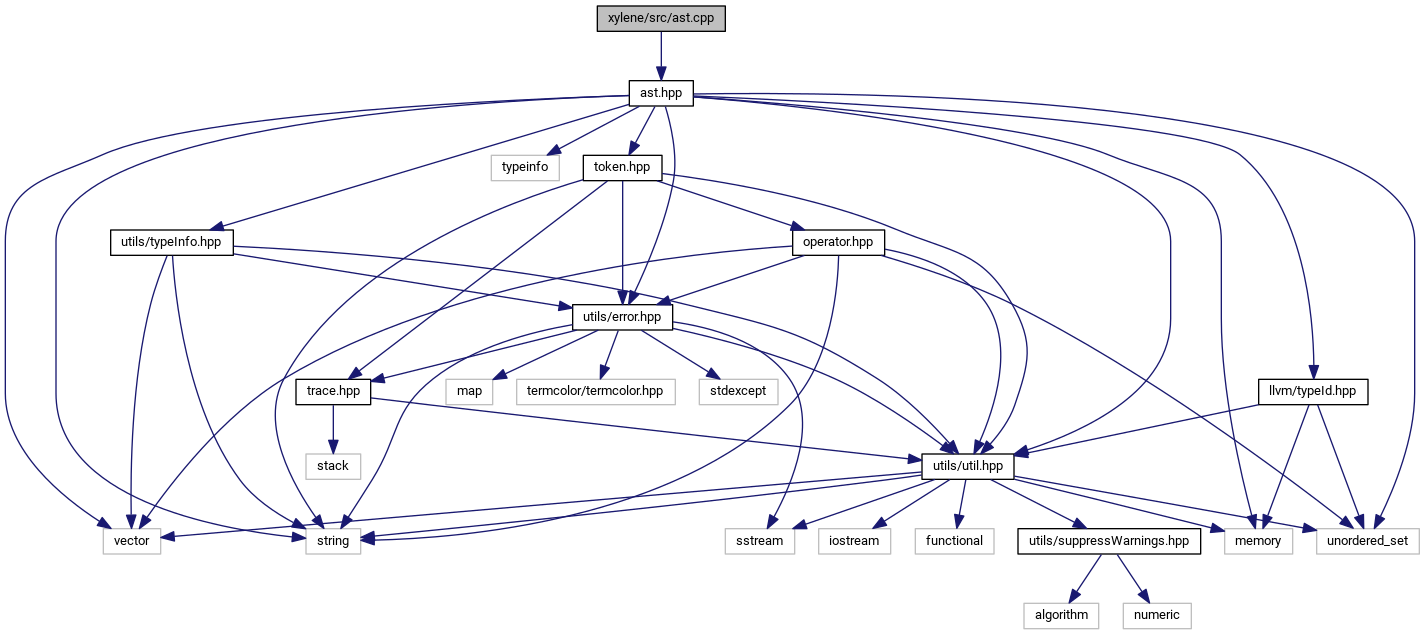 xylene/src/ast.cpp
ast.hpp
typeinfo
token.hpp
utils/typeInfo.hpp
operator.hpp
utils/error.hpp
trace.hpp
map
termcolor/termcolor.hpp
stdexcept
llvm/typeId.hpp
stack
utils/util.hpp
vector
string
sstream
iostream
functional
utils/suppressWarnings.hpp
memory
unordered_set
algorithm
numeric